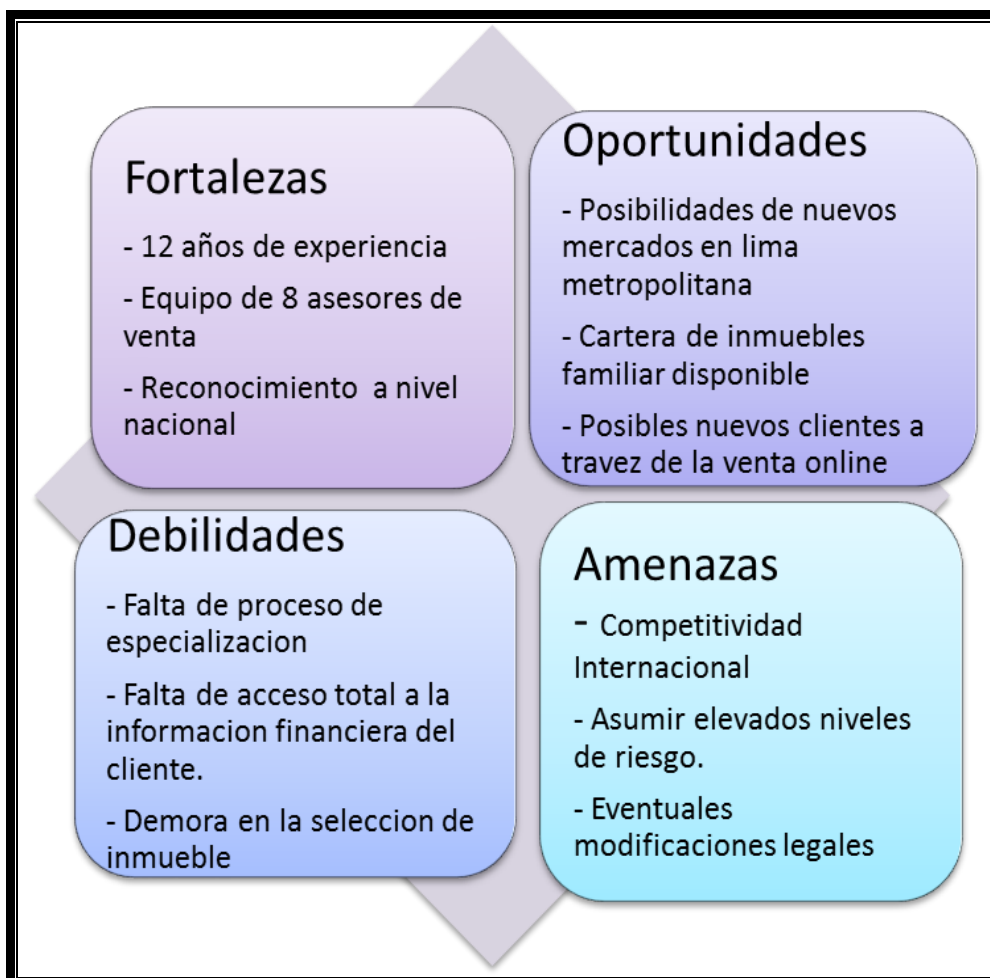 Fortalezas
- 12 años de experiencia
- Equipo de 8 asesores de
venta
- Reconocimiento a nivel
nacional
Oportunidades
- Posibilidades de nuevos
mercados en lima
metropolitana
- Cartera de inmuebles
familiar disponible
- Posibles nuevos clientes a
travez de la venta online
Debilidades
- Falta de proceso de
especializacion
- Falta de acceso total a la
informacion financiera del
cliente.
- Demora en la seleccion de
inmueble
Amenazas
- Competitividad
Internacional
- Asumir elevados niveles
de riesgo.
- Eventuales
modificaciones legales